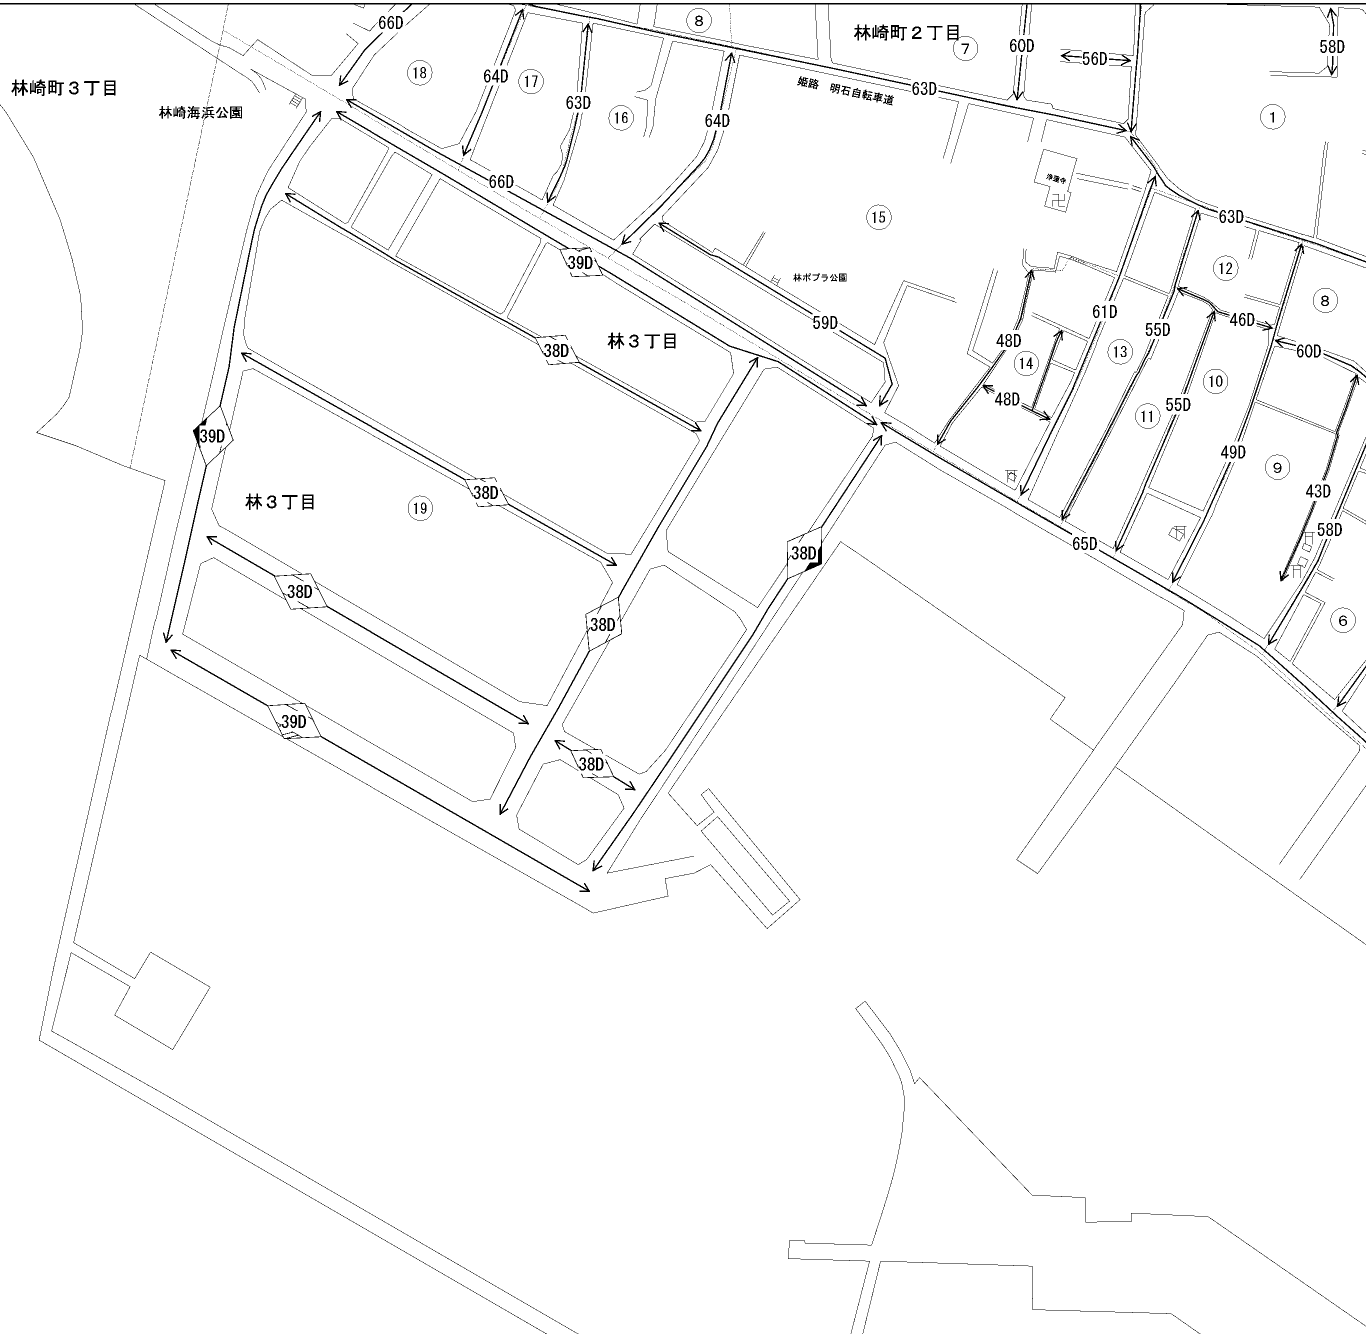 66D
⑧
林崎町２丁目
⑦
60D
56D
58D
林崎町３丁目
⑱
64D
⑰
63D
63D
姫路 明石自転車道
林崎海浜公園
⑯
64D
①
66D
浄蓮寺
⑮
63D
39D
林ポプラ公園
⑫
⑧
61D
59D
55D
46D
38D
林３丁目
48D
⑭
⑬
60D
⑩
48D
55D
⑪
39D
49D
⑨
38D
林３丁目
⑲
43D
58D
65D
38D
38D
38D
⑥
39D
38D